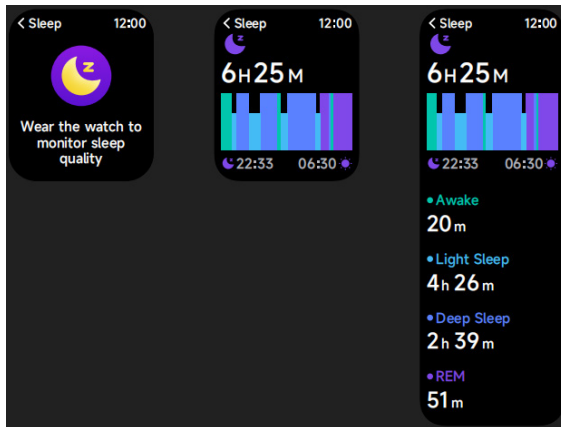 < Sleep 12:00
z
Wear the watch to
monitor sleep
quality
< Sleep 12:00
z
6H25M
22:33 06:30
< Sleep 12:00
z
6H25M
22:33 06:30
Awake
20m
Light Sleep
4h 26m
Deep Sleep
2h 39m
REM
51m